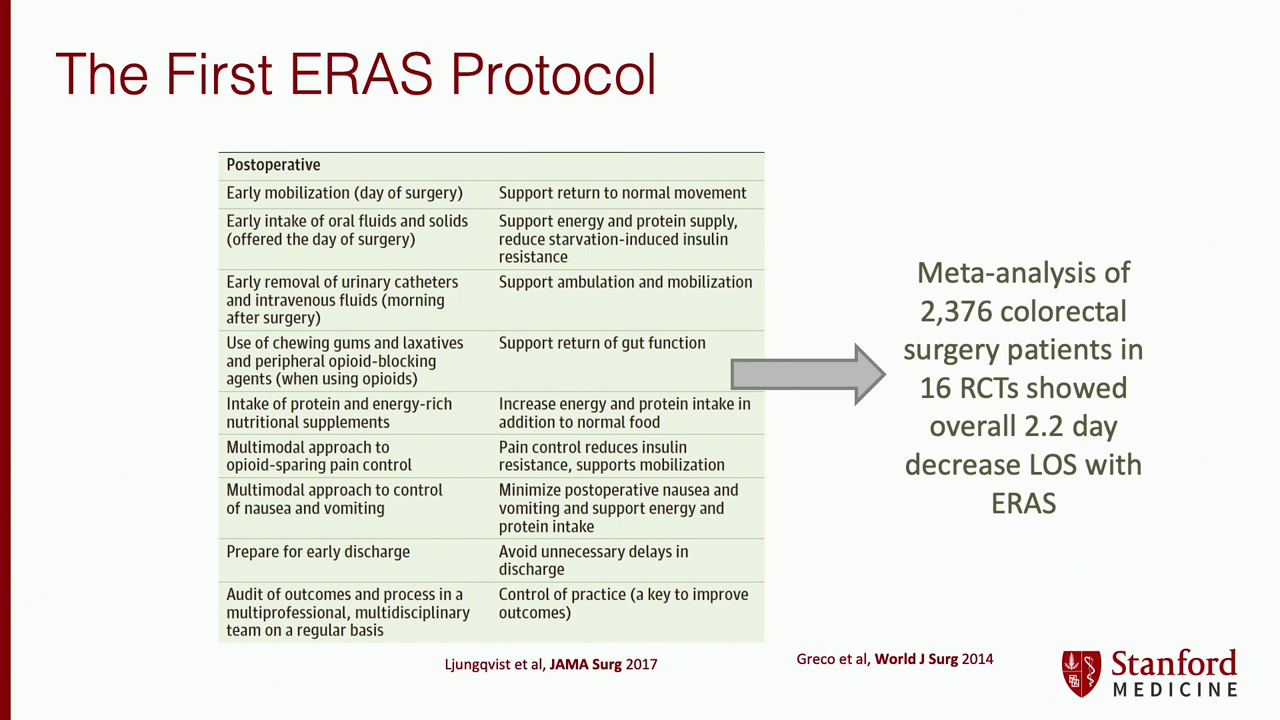 The First ERAS Protocol
Postoperative
Early mobilization (day of surgery)
Support return to normal movement
Early intake of oral fluids and solids
(offered the day of surgery)
Support energy and protein supply,
reduce starvation-induced insulin
resistance
Early removal of urinary catheters
and intravenous fluids (morning
after surgery)
Support ambulation and mobilization
Use of chewing gums and laxatives
and peripheral opioid-blocking
agents (when using opioids)
Support return of gut function
Intake of protein and energy-rich
nutritional supplements
Increase energy and protein intake in
addition to normal food
Multimodal approach to
opioid-sparing pain control
Pain control reduces insulin
resistance, supports mobilization
Multimodal approach to control
of nausea and vomiting
Minimize postoperative nausea and
vomiting and support energy and
protein intake
Prepare for early discharge
Avoid unnecessary delays in
discharge
Audit of outcomes and process in a
multiprofessional, multidisciplinary
team on a regular basis
Control of practice (a key to improve
outcomes)
Meta-analysis of
2,376 colorectal
surgery patients in
16 RCTs showed
overall 2.2 day
decrease LOS with
ERAS
Ljungqvist et al, JAMA Surg 2017
Greco et al, World J Surg 2014
Stanford
MEDICINE